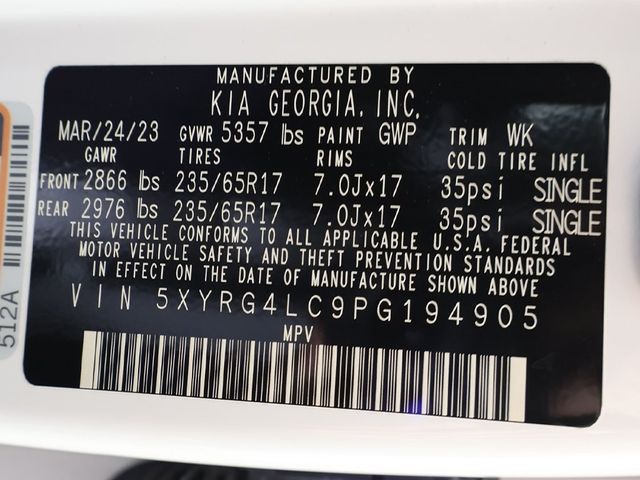 MANUFACTURED BY
KIA GEORGIA, INC.
MAR/24/23 GVWR 5357 lbs PAINT GWP TRIM WK
GAWR TIRES RIMS COLD TIRE INFL
FRONT 2866 lbs 235/65R17 7.0Jx17 35psi SINGLE
REAR 2976 lbs 235/65R17 7.0Jx17 35psi SINGLE
THIS VEHICLE CONFORMS TO ALL APPLICABLE U.S.A. FEDERAL
MOTOR VEHICLE SAFETY AND THEFT PREVENTION STANDARDS
IN EFFECT ON THE DATE OF MANUFACTURE SHOWN ABOVE
VIN 5XYRG4LC9PG194905
MPV
512A